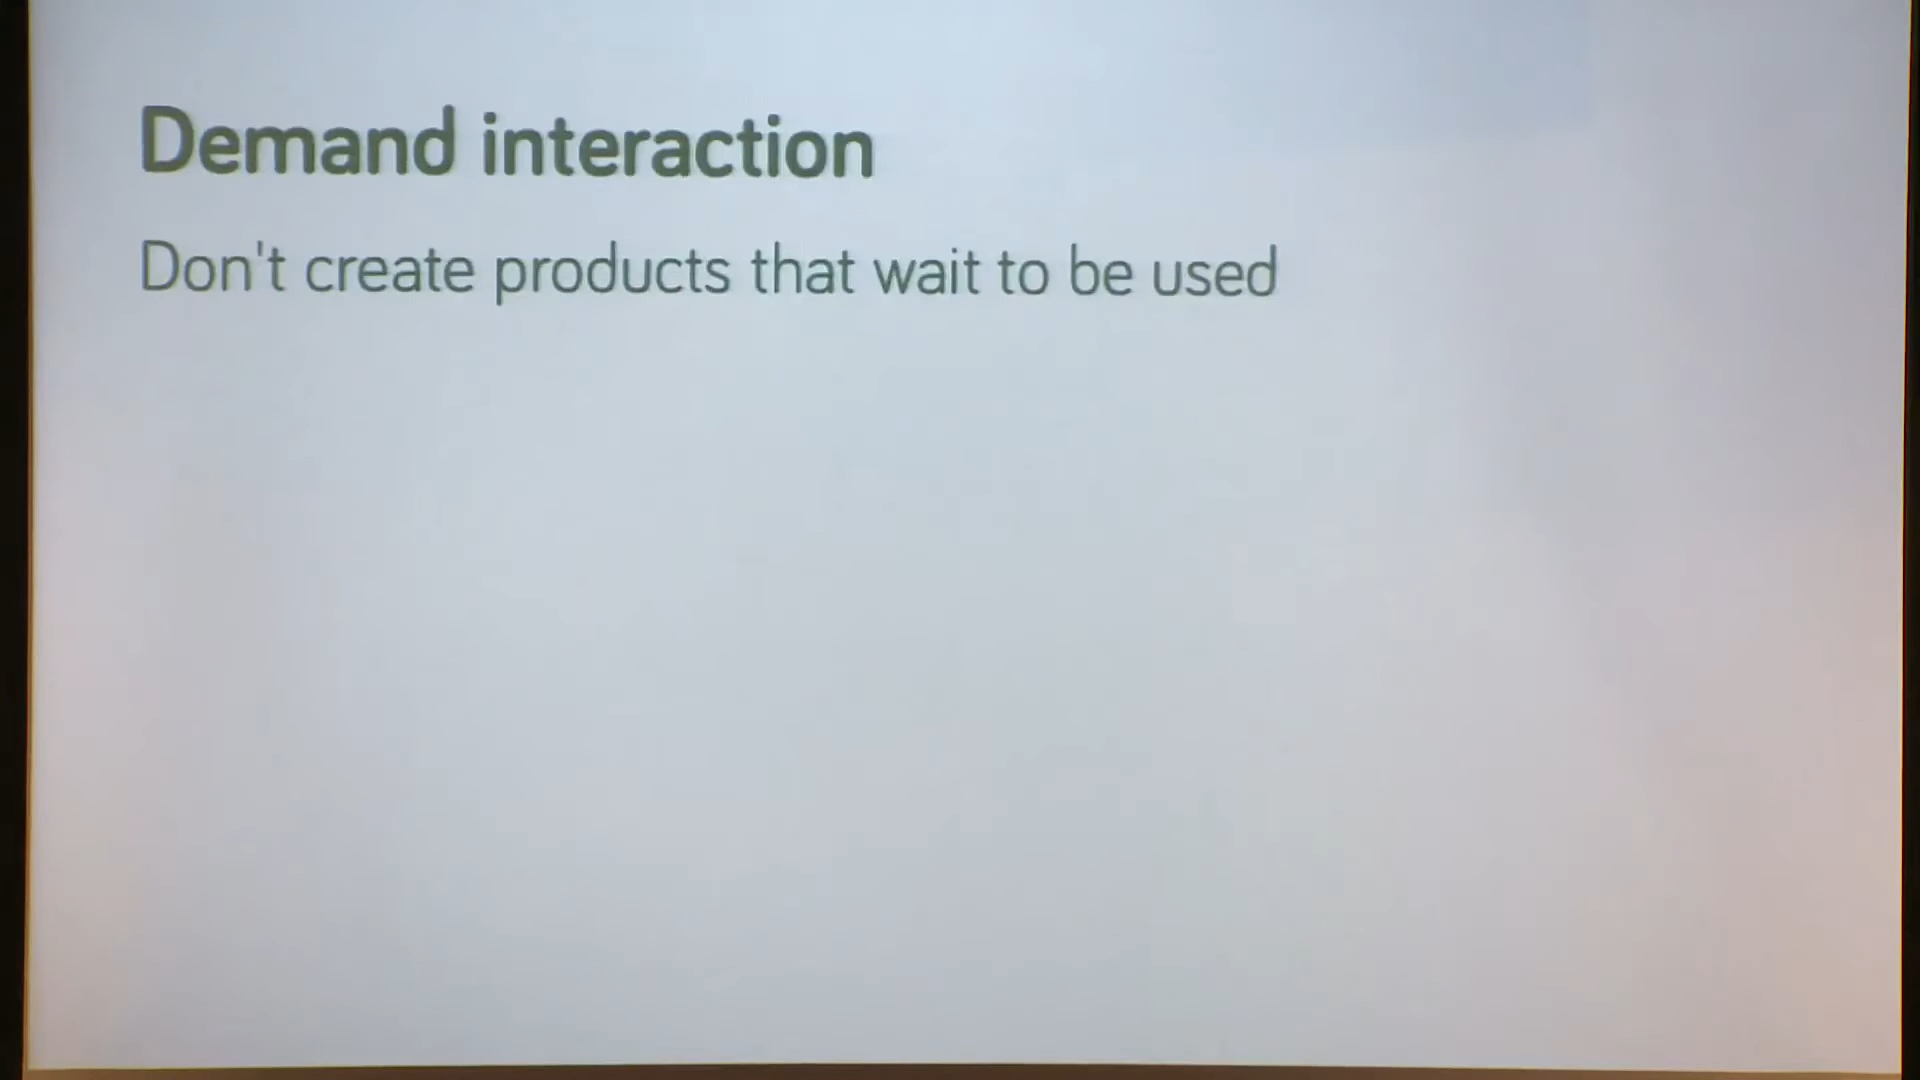 Demand interaction
Don't create products that wait to be used